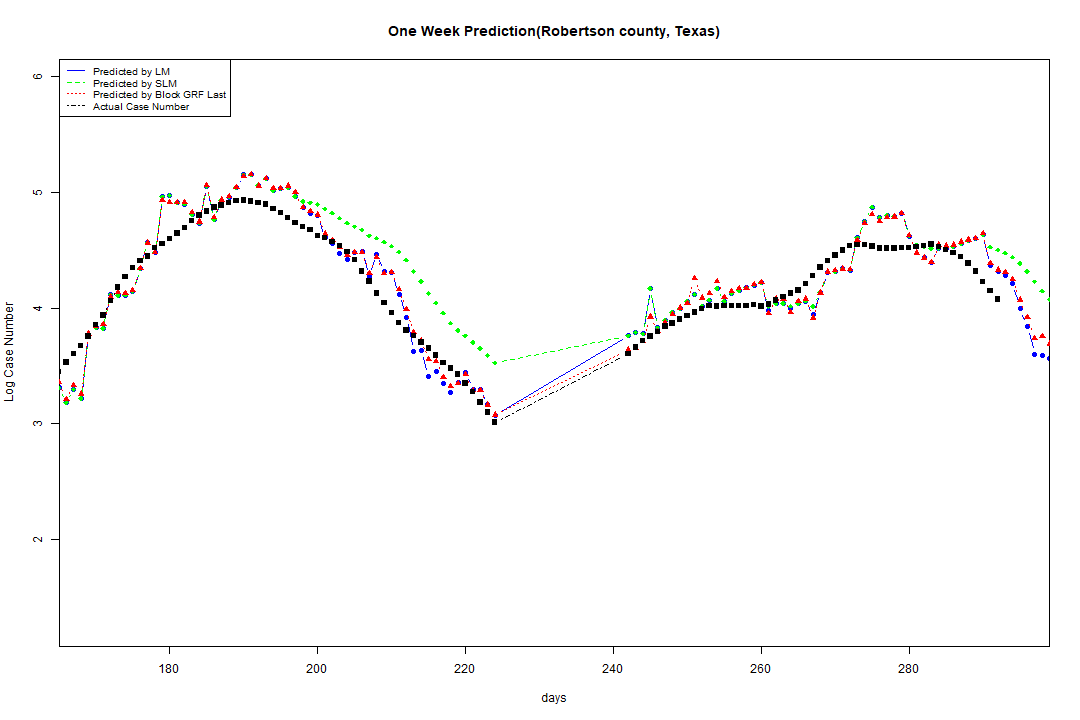 One Week Prediction(Robertson county, Texas)
Predicted by LM
Predicted by SLM
Predicted by Block GRF Last
Actual Case Number
6
5
4
3
2
Log Case Number
180 200 220 240 260 280
days